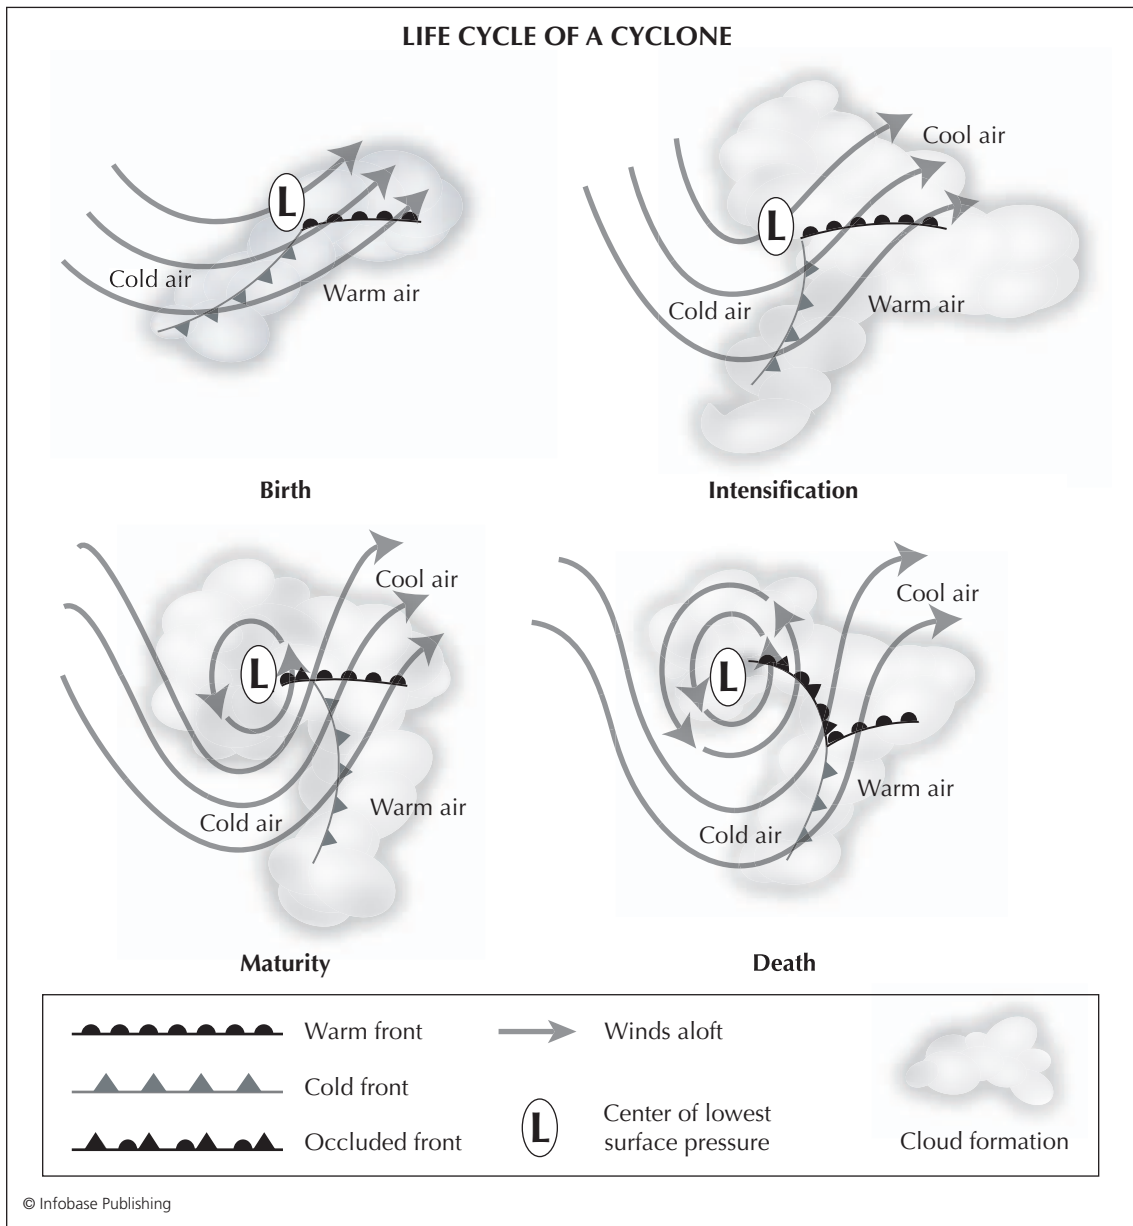 LIFE CYCLE OF A CYCLONE
L
Cold air
Warm air
Birth
Cool air
L
Cold air
Warm air
Intensification
Cool air
L
Cold air
Warm air
Maturity
Cool air
L
Warm air
Cold air
Death
Warm front
Winds aloft
Cold front
L
Center of lowest
surface pressure
Occluded front
Cloud formation
© Infobase Publishing